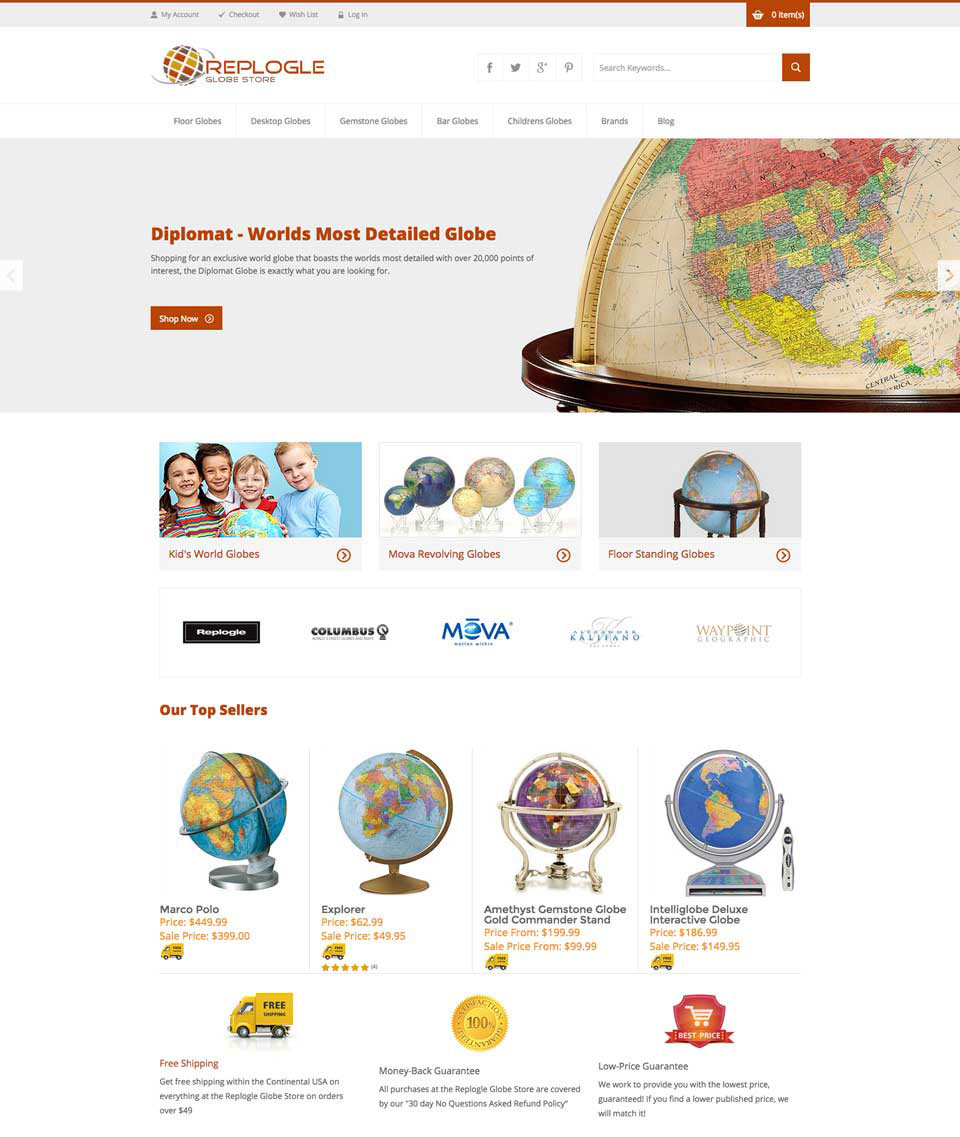 My Account
Checkout
Wish List
Log In
0 item(s)
REPLOGLE
GLOBE STORE
Search Keywords...
Floor Globes
Desktop Globes
Gemstone Globes
Bar Globes
Childrens Globes
Brands
Blog
Diplomat - Worlds Most Detailed Globe
Shopping for an exclusive world globe that boasts the worlds most detailed with over 20,000 points of
interest, the Diplomat Globe is exactly what you are looking for.
Shop Now
CENTRAL
Kid's World Globes
Mova Revolving Globes
Floor Standing Globes
Replogle
COLUMBUS
MOVA
ALEXANDER
KALIFANO
WAYPOINT
GEOGRAPHIC
Our Top Sellers
Marco Polo
Price: $449.99
Sale Price: $399.00
Explorer
Price: $62.99
Sale Price: $49.95
(4)
Amethyst Gemstone Globe
Gold Commander Stand
Price From: $199.99
Sale Price From: $99.99
Intelliglobe Deluxe
Interactive Globe
Price: $186.99
Sale Price: $149.95
FREE
SHIPPING
Free Shipping
Get free shipping within the Continental USA on
everything at the Replogle Globe Store on orders
over $49
SATISFACTION
100%
GUARANTEED
Money-Back Guarantee
All purchases at the Replogle Globe Store are covered
by our "30 day No Questions Asked Refund Policy"
BEST PRICE
Low-Price Guarantee
We work to provide you with the lowest price,
guaranteed! If you find a lower published price, we
will match it!